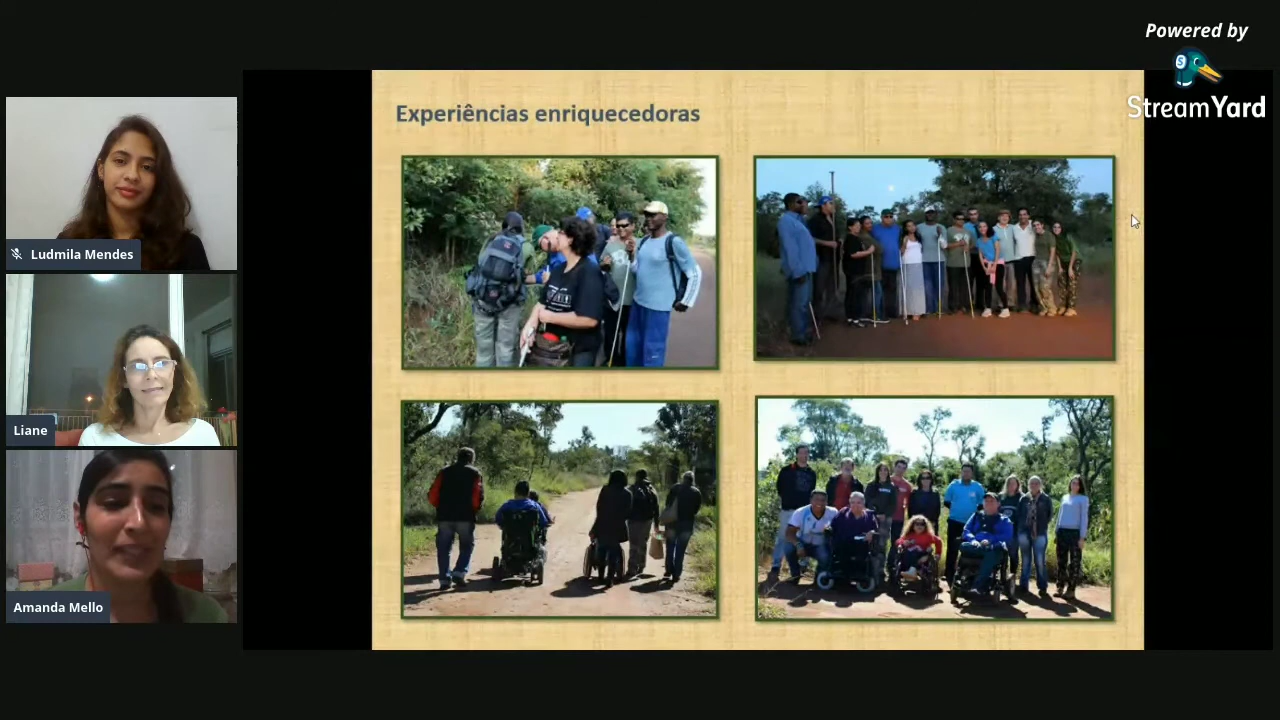 Powered by
StreamYard
Experiências enriquecedoras
Ludmila Mendes
Liane
Amanda Mello